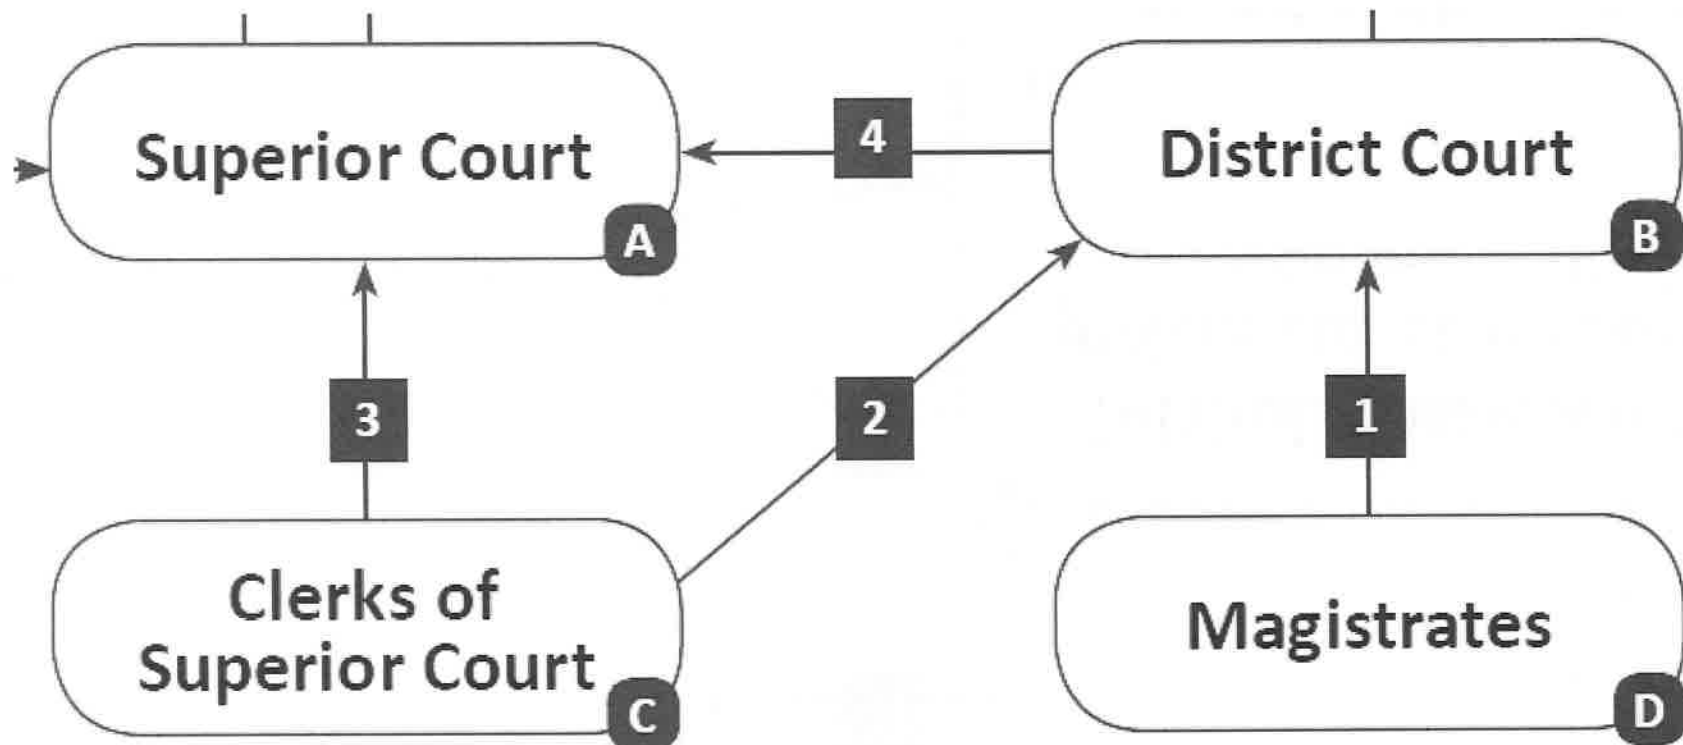 Superior Court
A
4
District Court
B
3
2
1
Clerks of
Superior Court
C
Magistrates
D